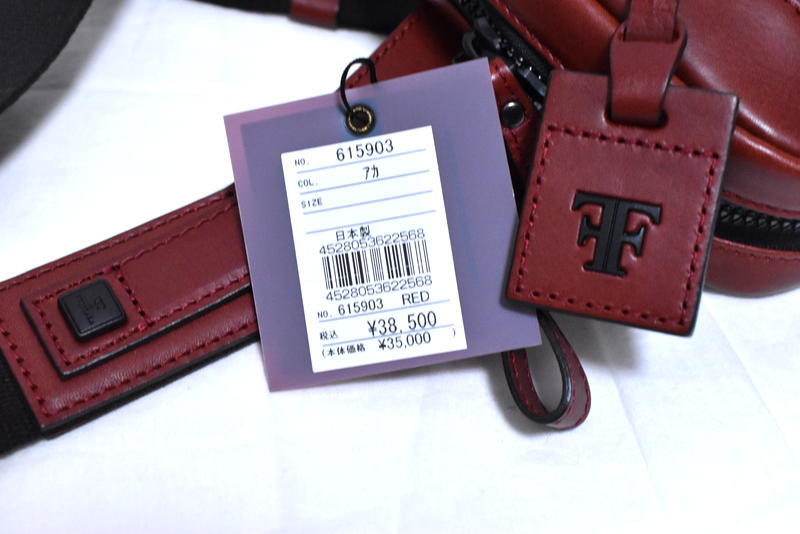 NO. 615903
COL. アカ
SIZE
日本製
4528053622568
4528053622568
NO. 615903 RED
税込 ¥38,500
(本体価格 ¥35,000 )
FF